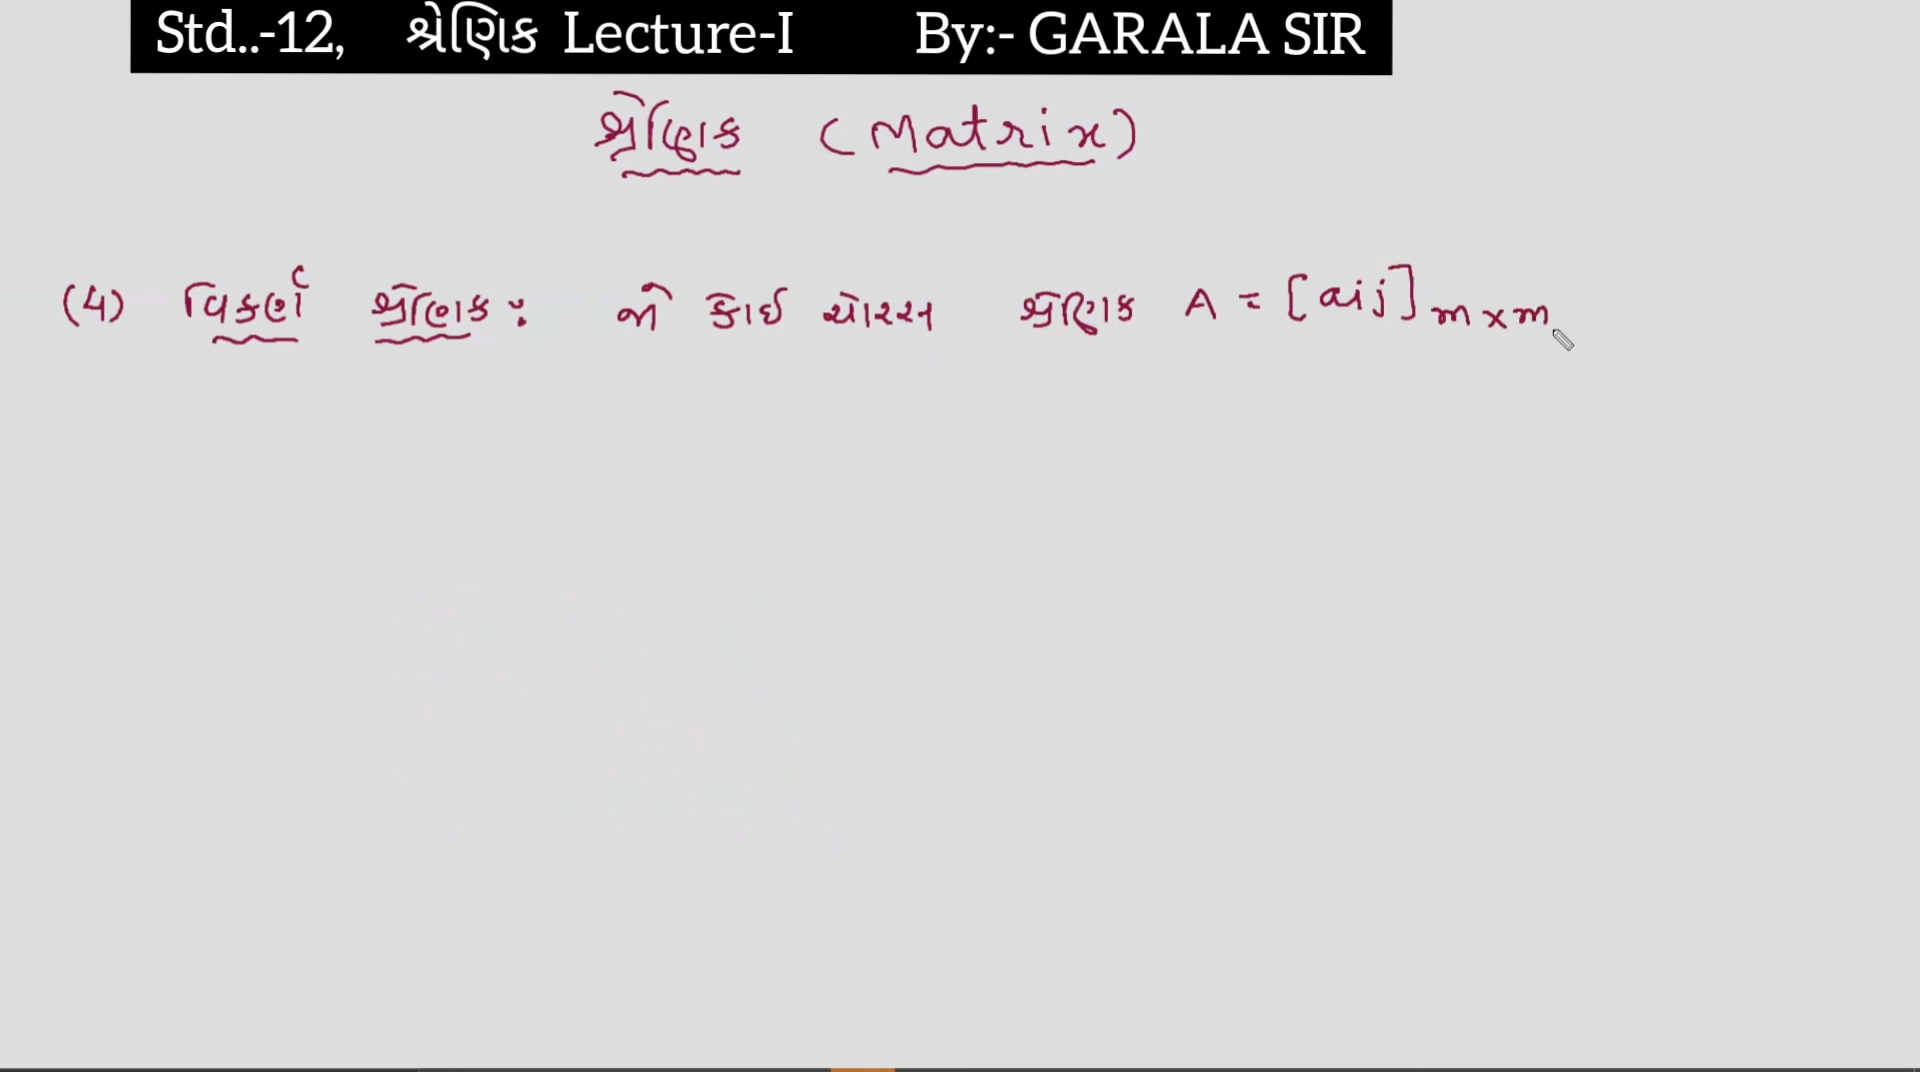 Std..-12, શ્રેણિક Lecture-I By:- GARALA SIR
શ્રેણિક (Matrix)
(4) વિકર્ણ શ્રેણિક : જો કોઈ ચોરસ શ્રેણિક A = [aij]m×m